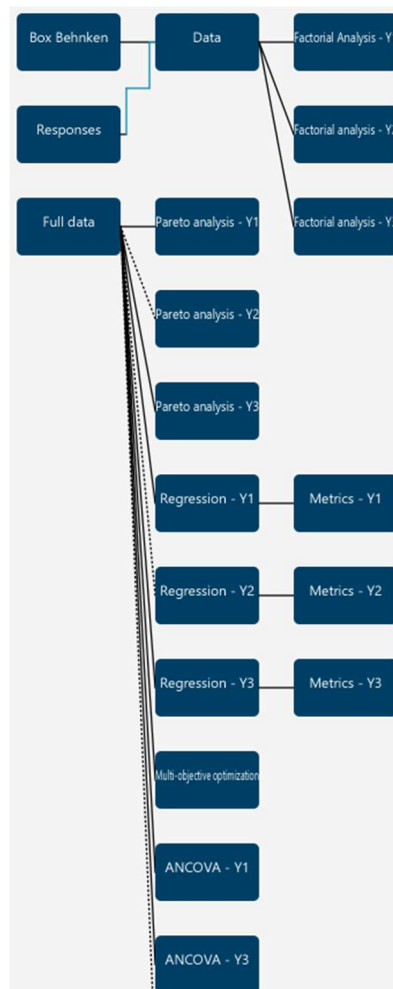 Box Behnken
Data
Factorial Analysis - Y
Responses
Factorial analysis - Y
Full data
Pareto analysis - Y1
Factorial analysis - Y
Pareto analysis - Y2
Pareto analysis - Y3
Regression - Y1
Metrics - Y1
Regression - Y2
Metrics - Y2
Regression - Y3
Metrics - Y3
Multi-objective optimization
ANCOVA - Y1
ANCOVA - Y3